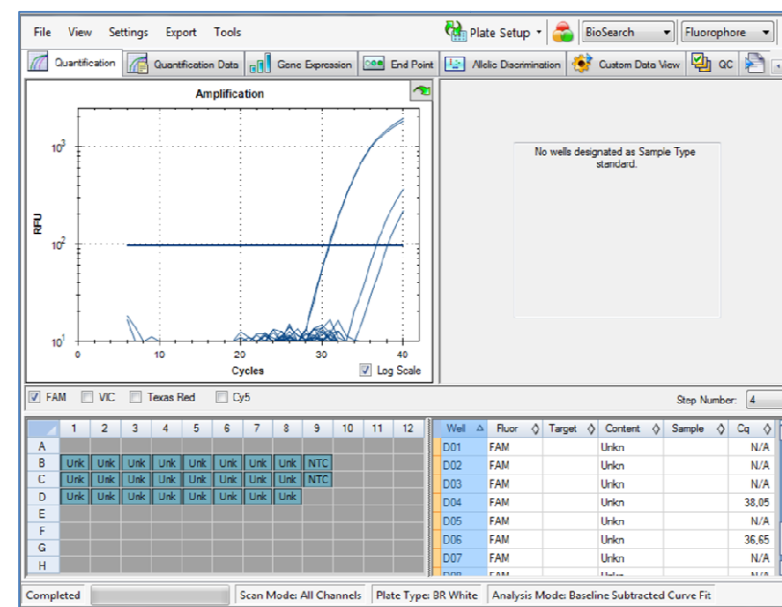 File View Settings Export Tools Plate Setup BioSearch Fluorophore
Quantification Quantification Data Gene Expression End Point Allelic Discrimination Custom Data View QC
Amplification
10³
10²
10¹
RFU
0 10 20 30 40
Cycles
Log Scale
No wells designated as Sample Type
standard.
FAM VIC Texas Red Cy5 Step Number: 4
1 2 3 4 5 6 7 8 9 10 11 12
A
B Unk Unk Unk Unk Unk Unk Unk Unk NTC
C Unk Unk Unk Unk Unk Unk Unk Unk NTC
D Unk Unk Unk Unk Unk Unk Unk Unk
E
F
G
H
Well Fluor Target Content Sample Cq
D01 FAM Unkn N/A
D02 FAM Unkn N/A
D03 FAM Unkn N/A
D04 FAM Unkn 38,05
D05 FAM Unkn N/A
D06 FAM Unkn 36,65
D07 FAM Unkn N/A
D08 FAM Unkn N/A
Completed Scan Mode: All Channels Plate Type: BR White Analysis Mode: Baseline Subtracted Curve Fit